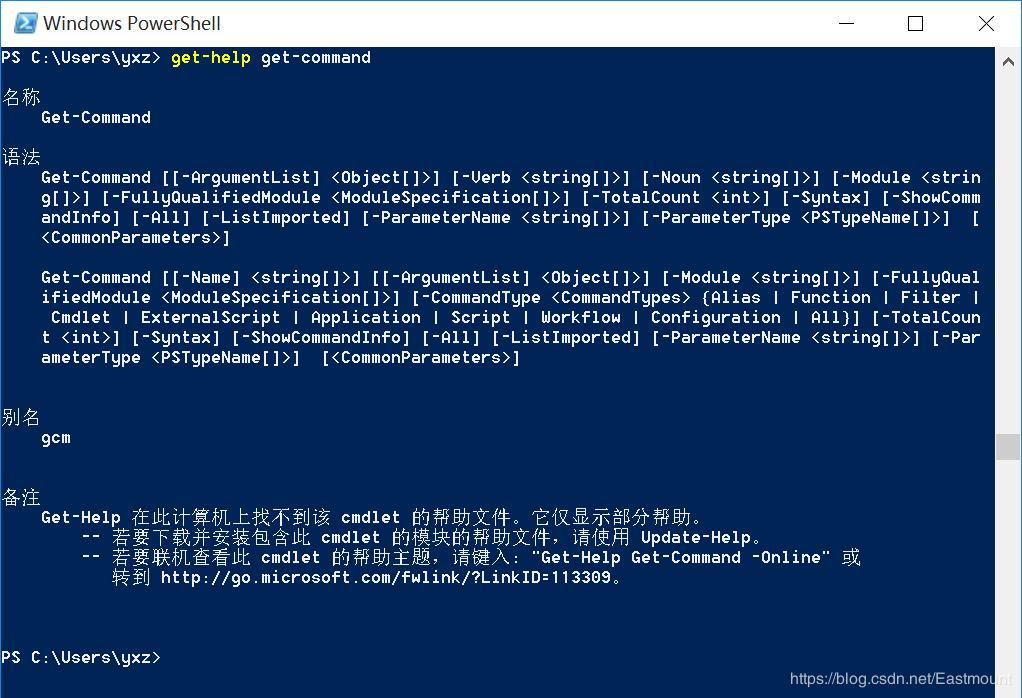 Windows PowerShell
PS C:\Users\yxz> get-help get-command
名称
Get-Command
语法
Get-Command [[-ArgumentList] <Object[]>] [-Verb <string[]>] [-Noun <string[]>] [-Module <strin
g[]>] [-FullyQualifiedModule <ModuleSpecification[]>] [-TotalCount <int>] [-Syntax] [-ShowComm
andInfo] [-All] [-ListImported] [-ParameterName <string[]>] [-ParameterType <PSTypeName[]>]  [
<CommonParameters>]
Get-Command [[-Name] <string[]>] [[-ArgumentList] <Object[]>] [-Module <string[]>] [-FullyQual
ifiedModule <ModuleSpecification[]>] [-CommandType <CommandTypes> {Alias | Function | Filter |
Cmdlet | ExternalScript | Application | Script | Workflow | Configuration | All}] [-TotalCoun
t <int>] [-Syntax] [-ShowCommandInfo] [-All] [-ListImported] [-ParameterName <string[]>] [-Par
ameterType <PSTypeName[]>]  [<CommonParameters>]
别名
gcm
备注
Get-Help 在此计算机上找不到该 cmdlet 的帮助文件。它仅显示部分帮助。
-- 若要下载并安装包含此 cmdlet 的模块的帮助文件，请使用 Update-Help。
-- 若要联机查看此 cmdlet 的帮助主题，请键入: "Get-Help Get-Command -Online" 或
转到 http://go.microsoft.com/fwlink/?LinkID=113309。
PS C:\Users\yxz>
https://blog.csdn.net/Eastmount